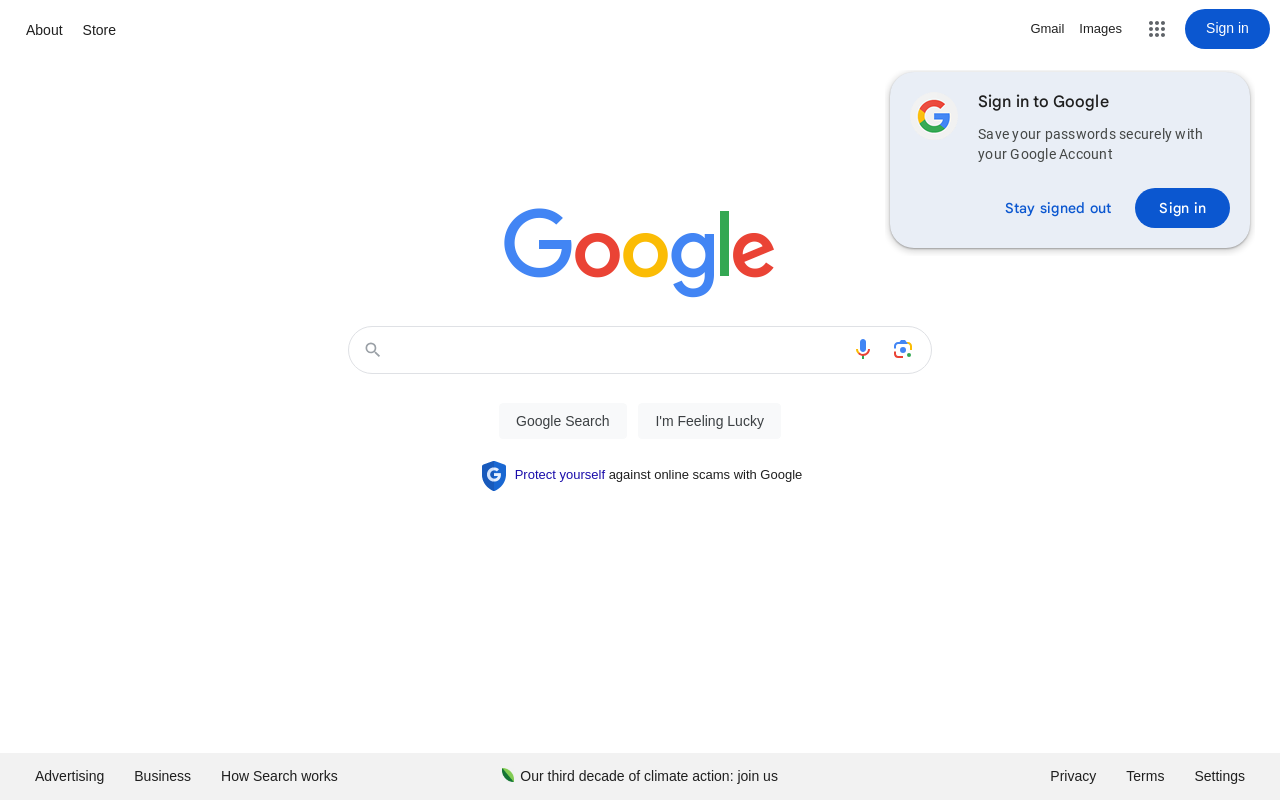 About
Store
Gmail
Images
Sign in
Sign in to Google
Save your passwords securely with
your Google Account
Stay signed out
Sign in
Google
Google Search
I'm Feeling Lucky
Protect yourself against online scams with Google
Advertising
Business
How Search works
Our third decade of climate action: join us
Privacy
Terms
Settings